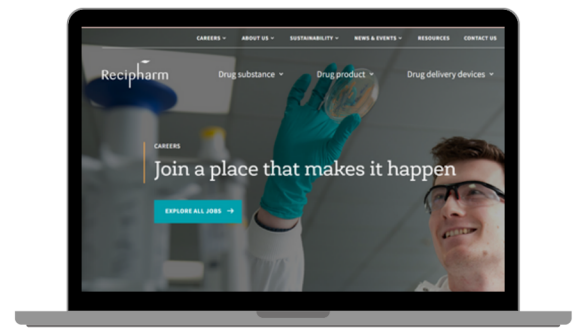 CAREERS ABOUT US SUSTAINABILITY NEWS & EVENTS RESOURCES CONTACT US
Recipharm Drug substance Drug product Drug delivery devices
CAREERS
Join a place that makes it happen
EXPLORE ALL JOBS